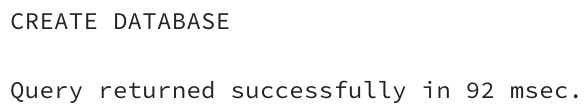 CREATE DATABASE
Query returned successfully in 92 msec.